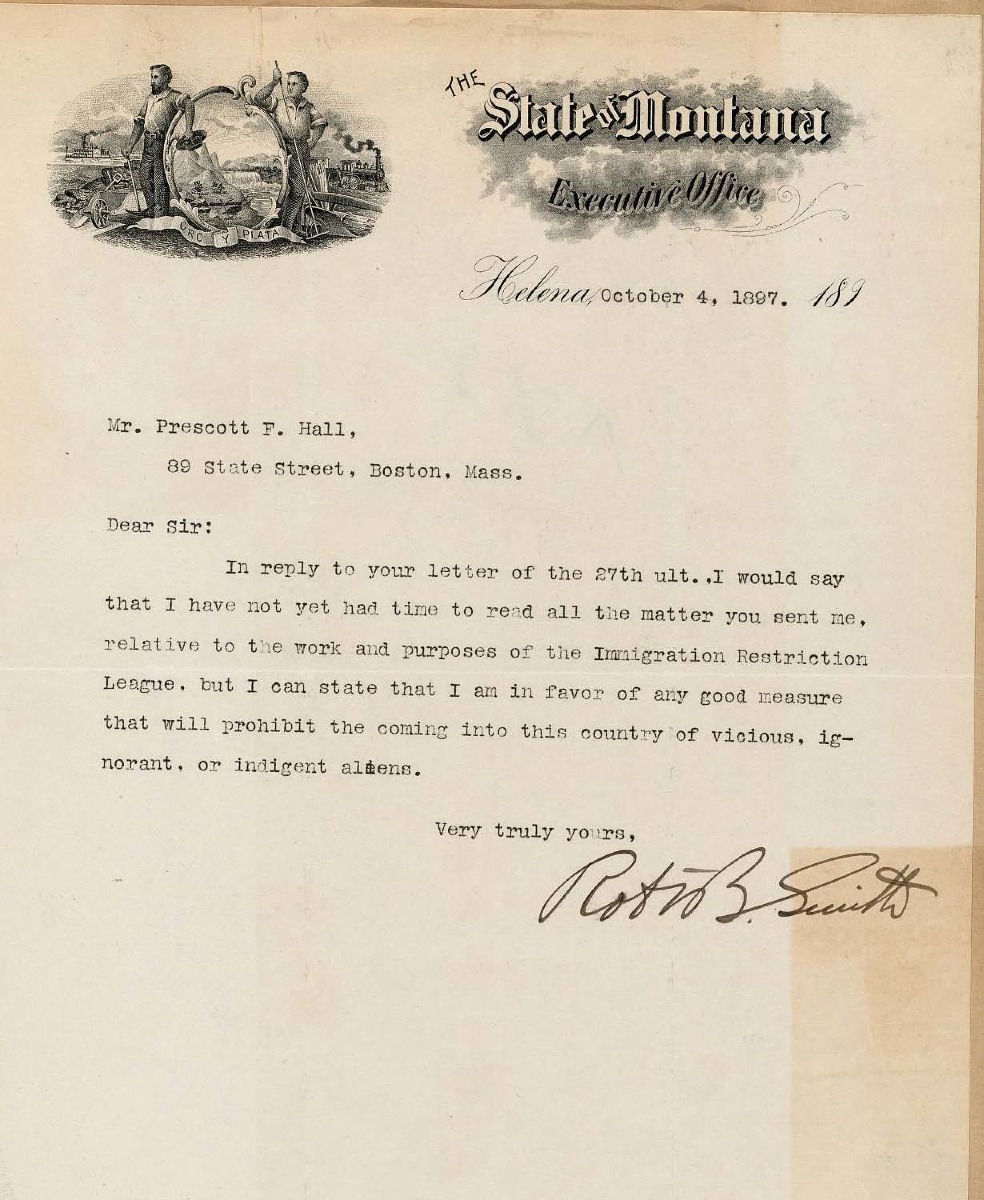 THE
State of Montana
Executive Office
ORO Y PLATA
Helena, October 4, 1897. 189
Mr. Prescott F. Hall,
89 State Street, Boston, Mass.
Dear Sir:
In reply to your letter of the 27th ult., I would say
that I have not yet had time to read all the matter you sent me,
relative to the work and purposes of the Immigration Restriction
League, but I can state that I am in favor of any good measure
that will prohibit the coming into this country of vicious, ig-
norant, or indigent aliens.
Very truly yours,
Robt B. Smith